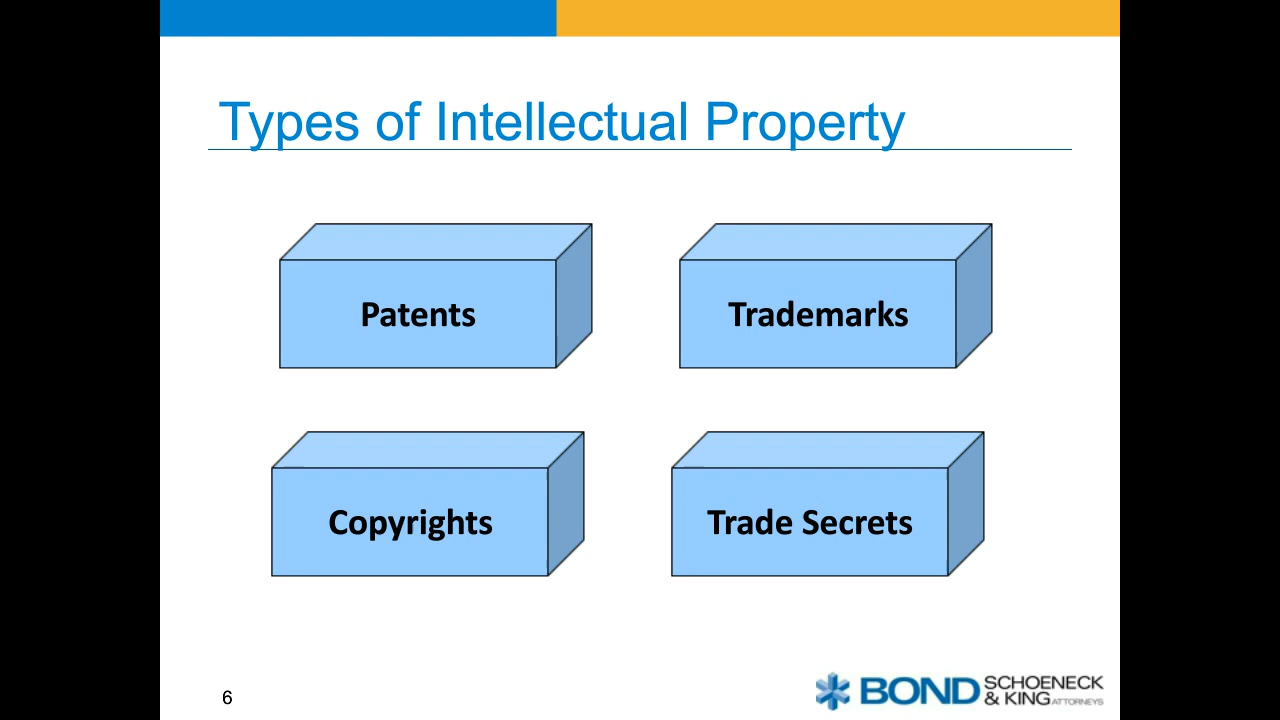 Types of Intellectual Property
Patents
Trademarks
Copyrights
Trade Secrets
6
BOND SCHOENECK
& KING ATTORNEYS